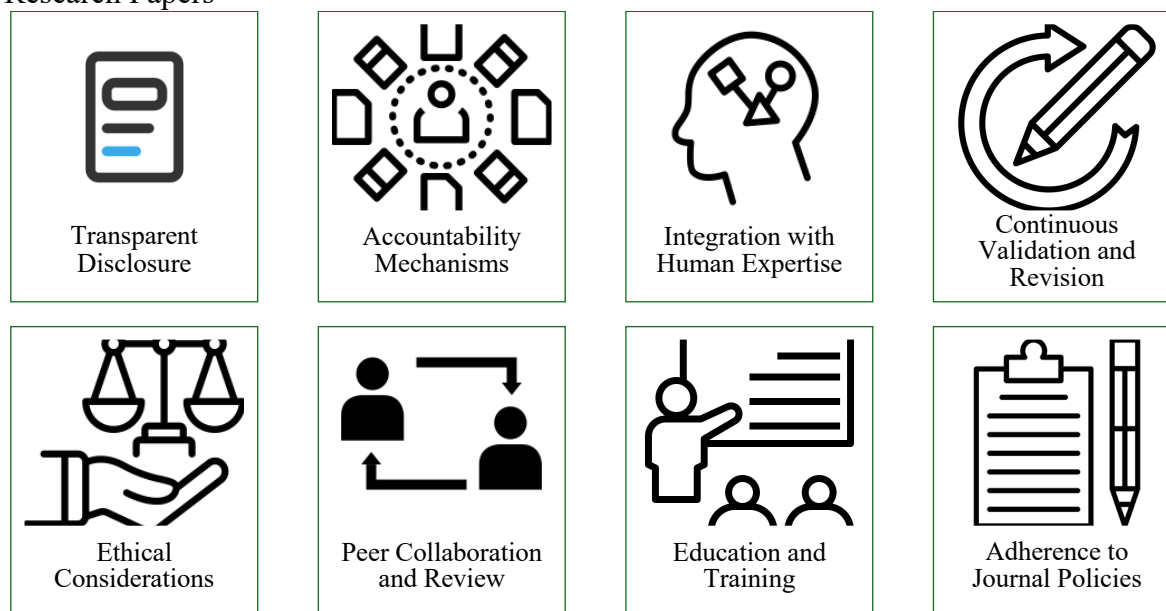 Research Papers
Transparent
Disclosure
Accountability
Mechanisms
Integration with
Human Expertise
Continuous
Validation and
Revision
Ethical
Considerations
Peer Collaboration
and Review
Education and
Training
Adherence to
Journal Policies